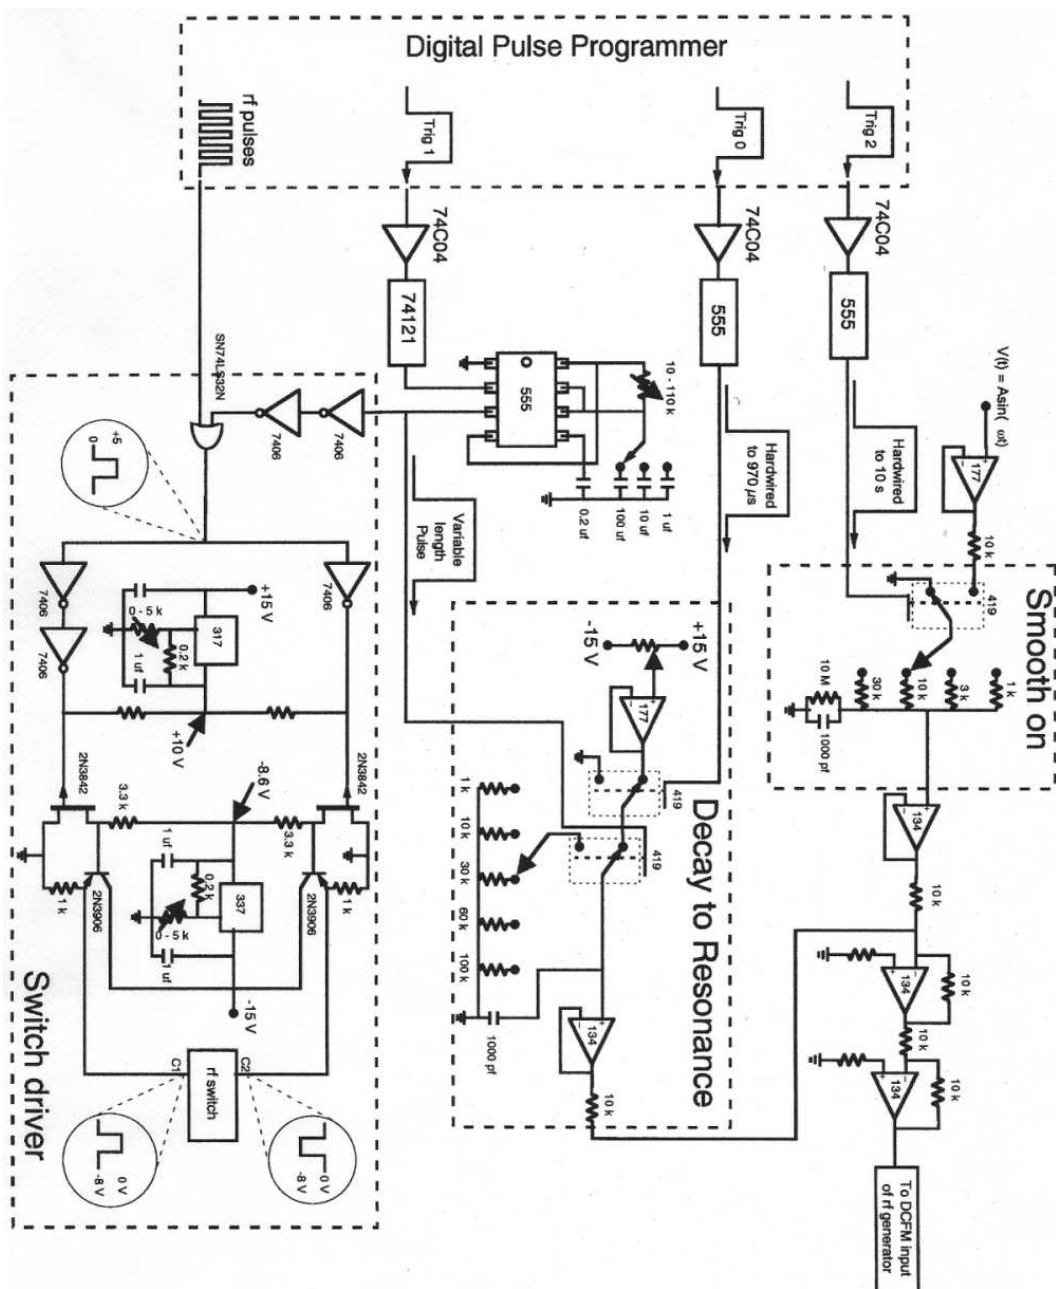 Digital Pulse Programmer
rf pulses
Trig 1
Trig 0
Trig 2
74C04
74C04
74C04
74121
555
555
555
V(t) = Asin( ωt)
10 - 110 k
Hardwired
to 970 µs
Hardwired
to 10 s
177
10 k
SN74LS32N
7406
7406
+5
0
0.2 uf
100 uf
10 uf
1 uf
Variable
length
Pulse
419
Smooth on
30 k
10 k
3 k
1 k
10 M
1000 pf
7406
7406
7406
+15 V
317
0 - 5 k
0.2 k
1 uf
+10 V
-15 V
+15 V
177
419
419
Decay to Resonance
1k
10 k
30 k
60 k
100 k
1000 pf
134
10 k
134
10 k
134
10 k
10 k
134
10 k
2N3842
2N3842
3.3 k
-8.6 V
3.3 k
1 uf
0.2 k
337
0 - 5 k
1 uf
1 k
2N3906
2N3906
1 k
-15 V
Switch driver
C1
C2
rf switch
0 V
-8 V
0 V
-8 V
To DCFM input
of rf generator